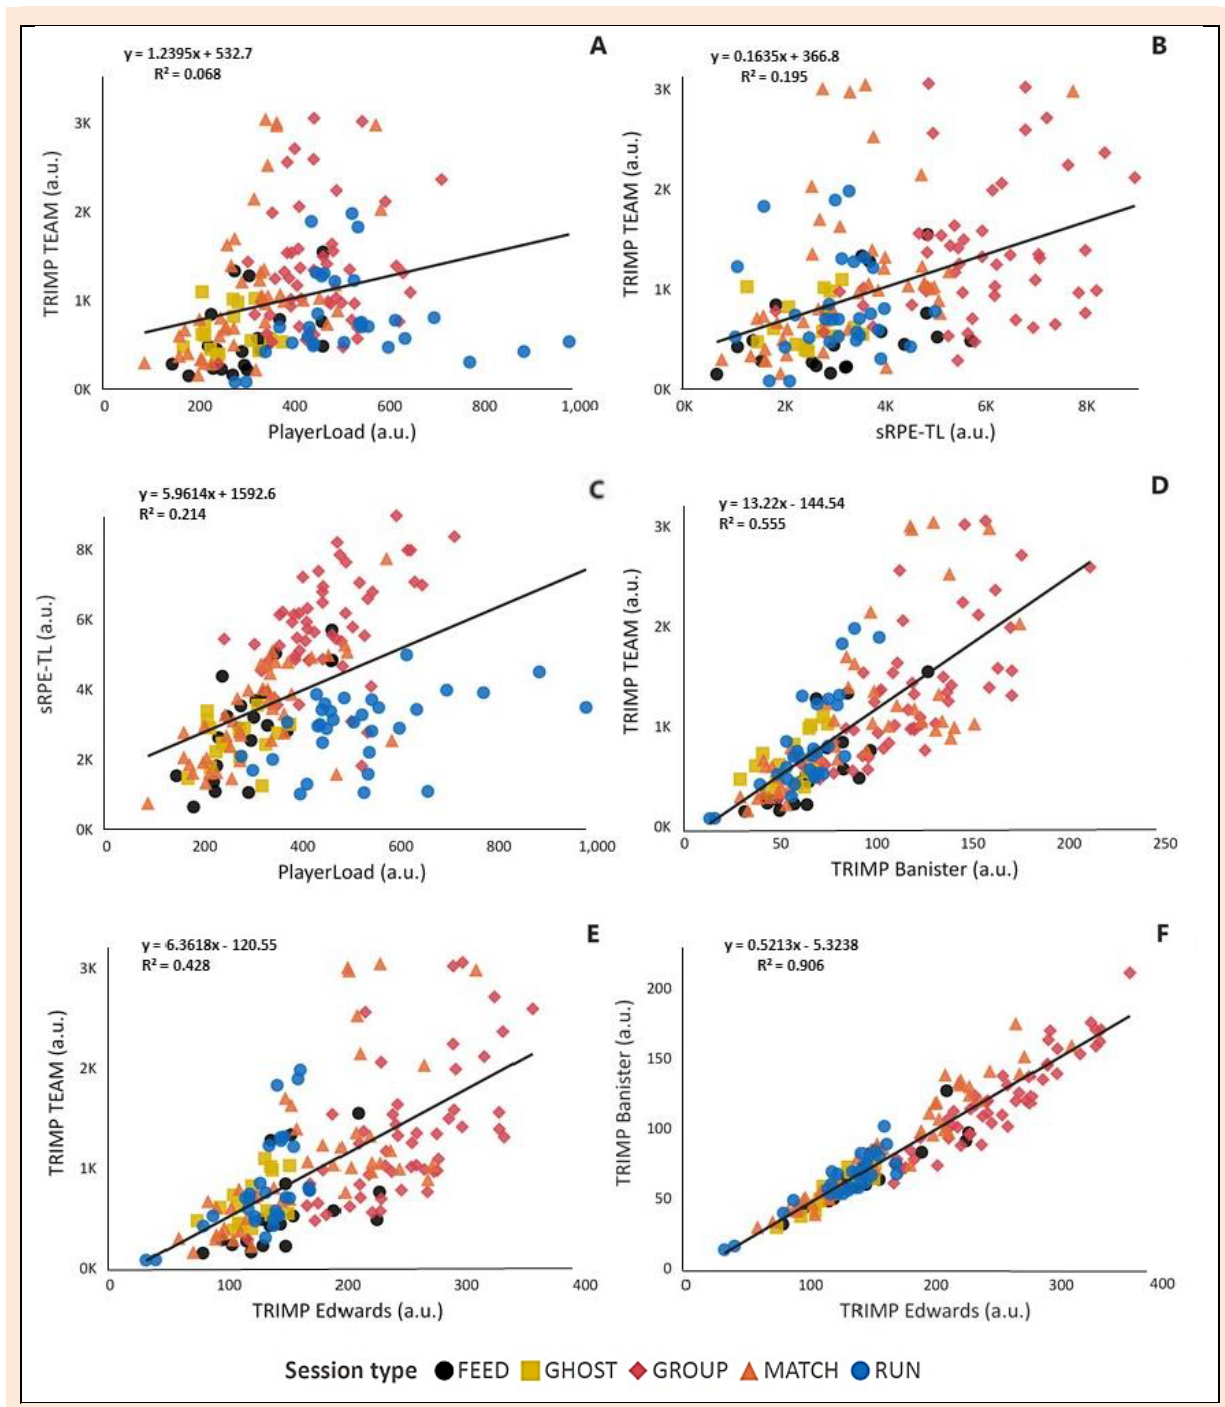 y = 1.2395x + 532.7
R² = 0.068
A
3K
2K
1K
0K
TRIMP TEAM (a.u.)
0 200 400 600 800 1,000
PlayerLoad (a.u.)
y = 0.1635x + 366.8
R² = 0.195
B
3K
2K
1K
0K
TRIMP TEAM (a.u.)
0K 2K 4K 6K 8K
sRPE-TL (a.u.)
y = 5.9614x + 1592.6
R² = 0.214
C
8K
6K
4K
2K
0K
sRPE-TL (a.u.)
0 200 400 600 800 1,000
PlayerLoad (a.u.)
y = 13.22x - 144.54
R² = 0.555
D
3K
2K
1K
0K
TRIMP TEAM (a.u.)
0 50 100 150 200 250
TRIMP Banister (a.u.)
y = 6.3618x - 120.55
R² = 0.428
E
3K
2K
1K
0K
TRIMP TEAM (a.u.)
0 100 200 300 400
TRIMP Edwards (a.u.)
y = 0.5213x - 5.3238
R² = 0.906
F
200
150
100
50
0
TRIMP Banister (a.u.)
0 100 200 300 400
TRIMP Edwards (a.u.)
Session type FEED GHOST GROUP MATCH RUN